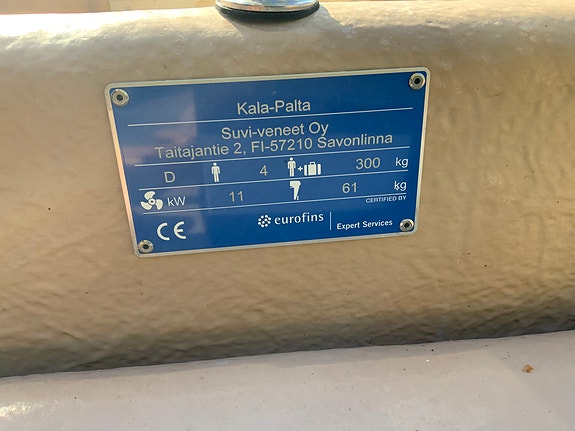 Kala-Palta
Suvi-veneet Oy
Taitajantie 2, FI-57210 Savonlinna
D 4 + 300 kg
kW 11 61 kg
CERTIFIED BY
CE eurofins Expert Services